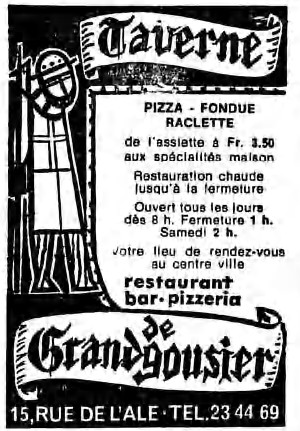 Taverne
PIZZA - FONDUE
RACLETTE
de l'assiette à Fr. 3.50
aux spécialités maison
Restauration chaude
jusqu'à la fermeture
Ouvert tous les jours
dès 8 h. Fermeture 1 h.
Samedi 2 h.
Votre lieu de rendez-vous
au centre ville
restaurant
bar • pizzeria
de
Grandgousier
15, RUE DE L'ALE • TEL. 23 44 69